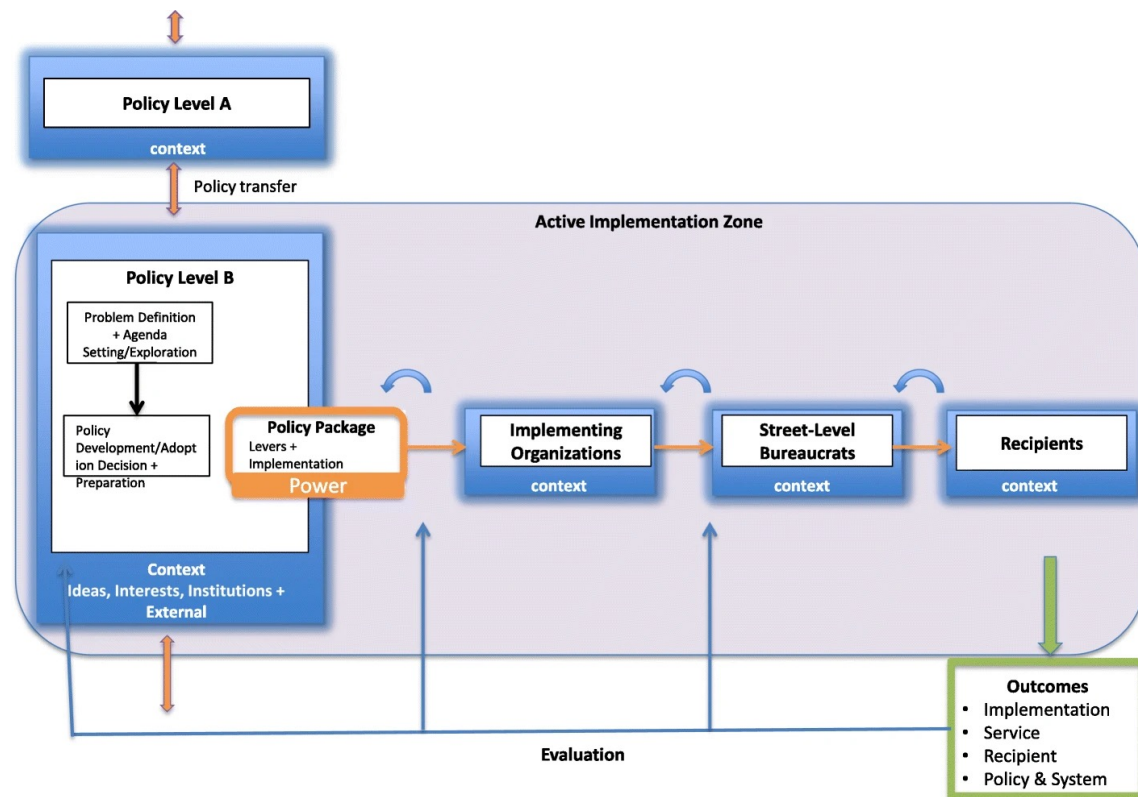 Policy Level A
context
Policy transfer
Active Implementation Zone
Policy Level B
Problem Definition
+ Agenda
Setting/Exploration
Policy
Development/Adopt
ion Decision +
Preparation
Policy Package
Levers +
Implementation
Power
Context
Ideas, Interests, Institutions +
External
Implementing
Organizations
context
Street-Level
Bureaucrats
context
Recipients
context
Outcomes
• Implementation
• Service
• Recipient
• Policy & System
Evaluation